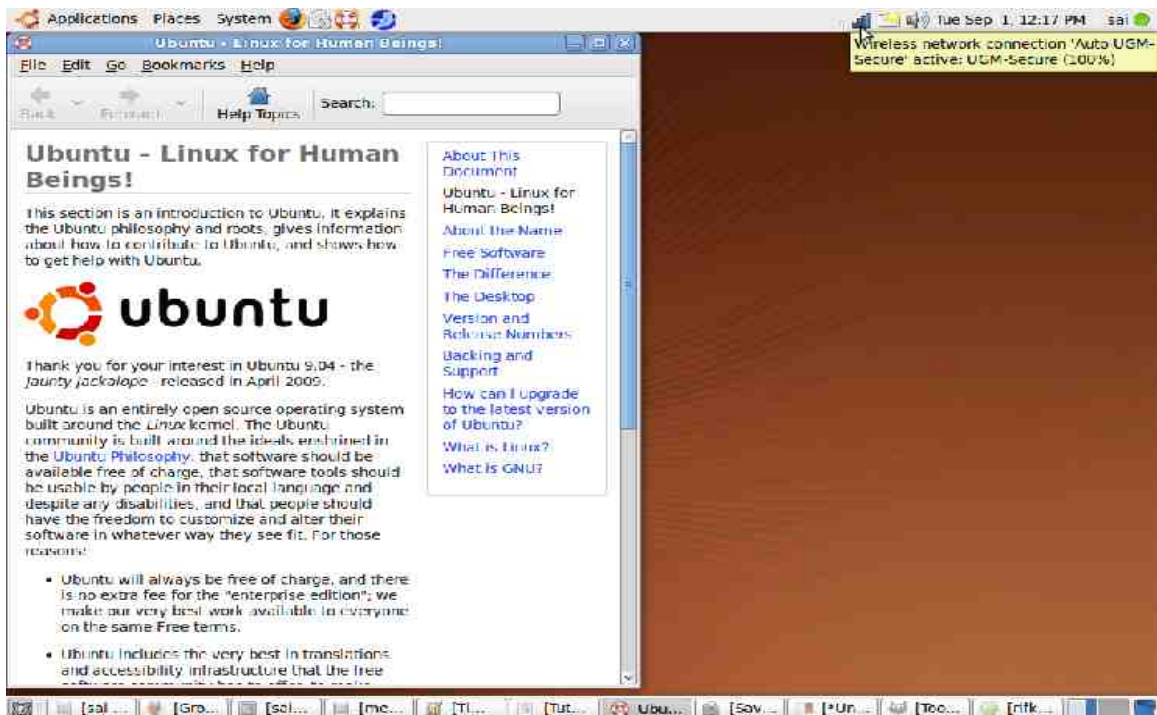 Applications Places System
Tue Sep 1, 12:17 PM sai
Wireless network connection 'Auto UGM-
Secure' active: UGM-Secure (100%)
Ubuntu - Linux for Human Beings!
File Edit Go Bookmarks Help
Back Forward Help Topics Search:
Ubuntu - Linux for Human
Beings!
This section is an introduction to Ubuntu. It explains
the Ubuntu philosophy and roots, gives information
about how to contribute to Ubuntu, and shows how
to get help with Ubuntu.
ubuntu
Thank you for your interest in Ubuntu 9.04 - the
Jaunty Jackalope - released in April 2009.
Ubuntu is an entirely open source operating system
built around the Linux kernel. The Ubuntu
community is built around the ideals enshrined in
the Ubuntu Philosophy: that software should be
available free of charge, that software tools should
be usable by people in their local language and
despite any disabilities, and that people should
have the freedom to customize and alter their
software in whatever way they see fit. For those
reasons:
• Ubuntu will always be free of charge, and there
is no extra fee for the "enterprise edition"; we
make our very best work available to everyone
on the same Free terms.
• Ubuntu includes the very best in translations
and accessibility infrastructure that the free
About This
Document
Ubuntu - Linux for
Human Beings!
About the Name
Free Software
The Difference
The Desktop
Version and
Release Numbers
Backing and
Support
How can I upgrade
to the latest version
of Ubuntu?
What is Linux?
What is GNU?
[sai ... [Gro... [sai... [me... [Ti... [Tut... Ubu... [Sav... [*Un... [Too... [rifk...